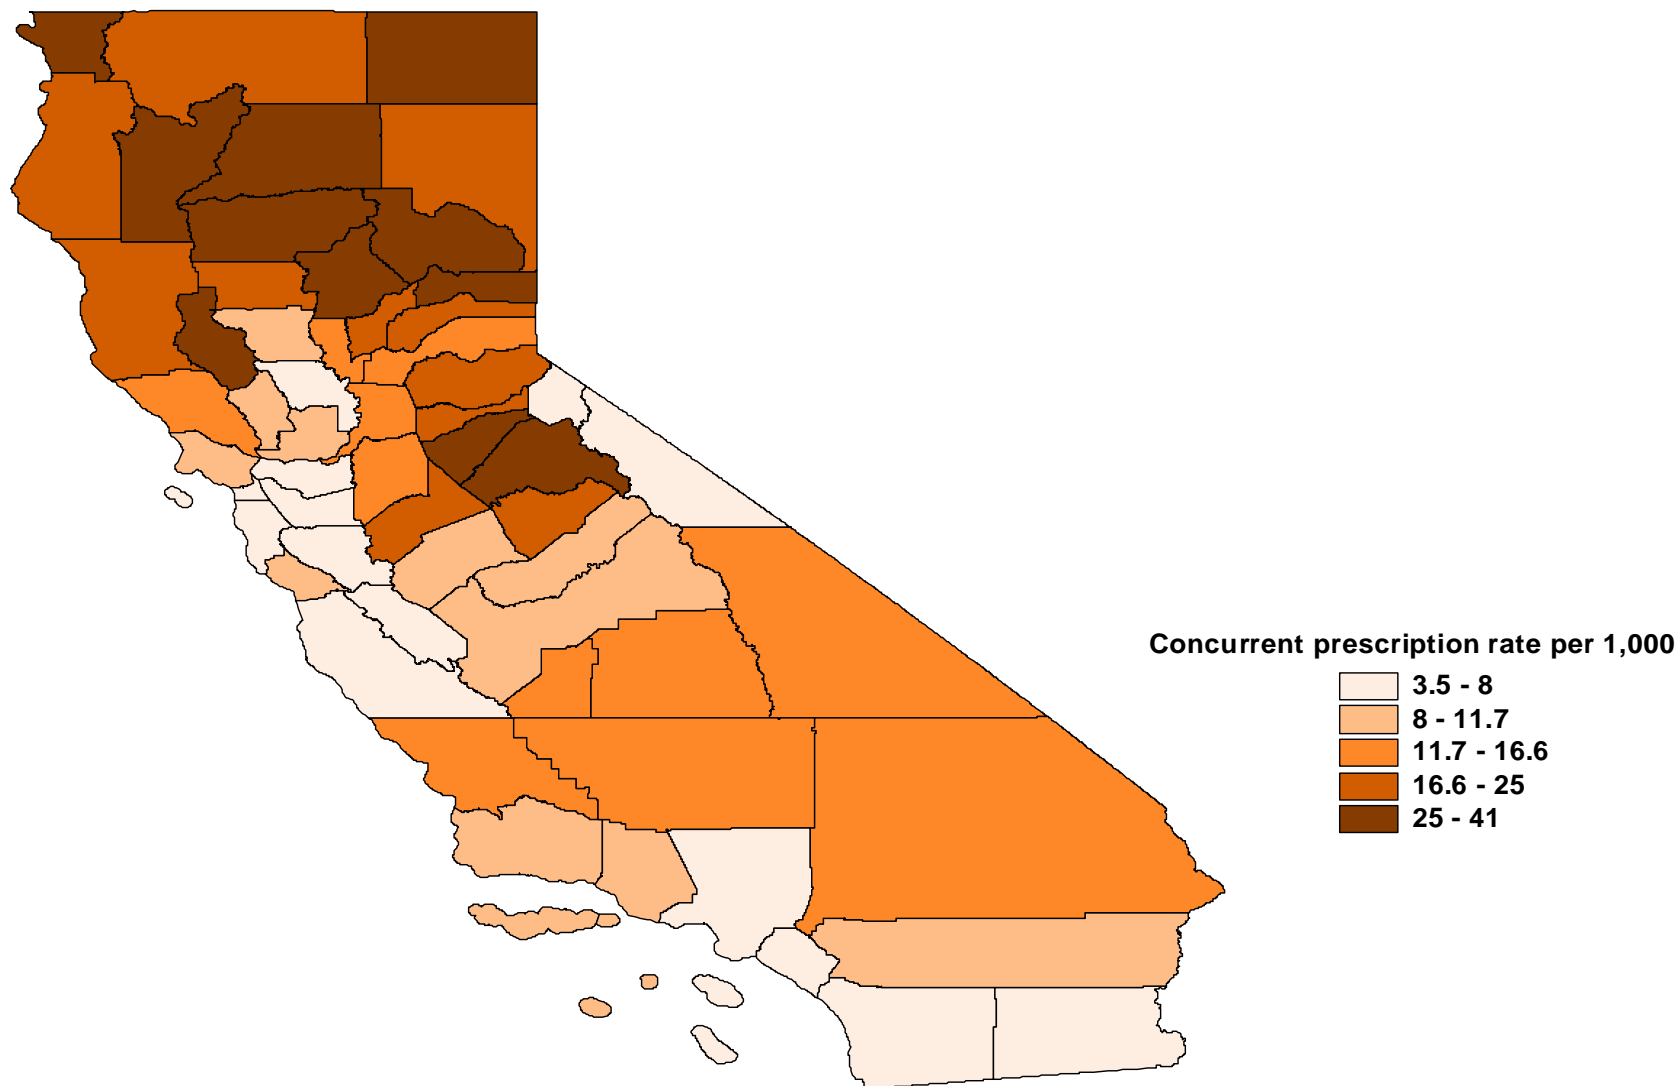 Concurrent prescription rate per 1,000
3.5 - 8
8 - 11.7
11.7 - 16.6
16.6 - 25
25 - 41